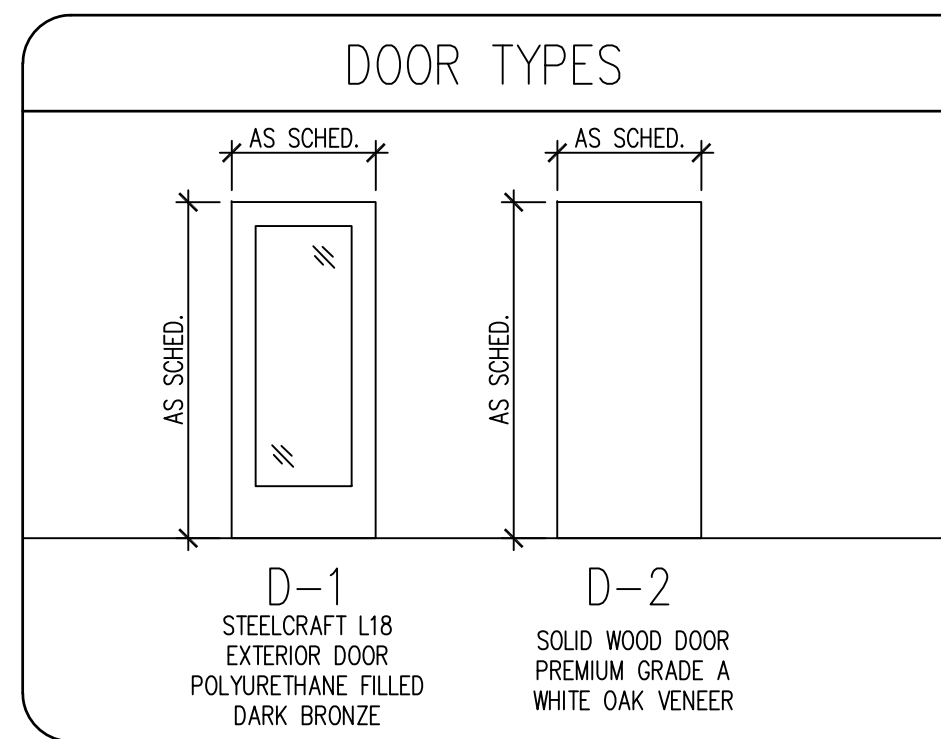 DOOR TYPES
AS SCHED.
AS SCHED.
AS SCHED.
AS SCHED.
D-1
STEELCRAFT L18
EXTERIOR DOOR
POLYURETHANE FILLED
DARK BRONZE
D-2
SOLID WOOD DOOR
PREMIUM GRADE A
WHITE OAK VENEER